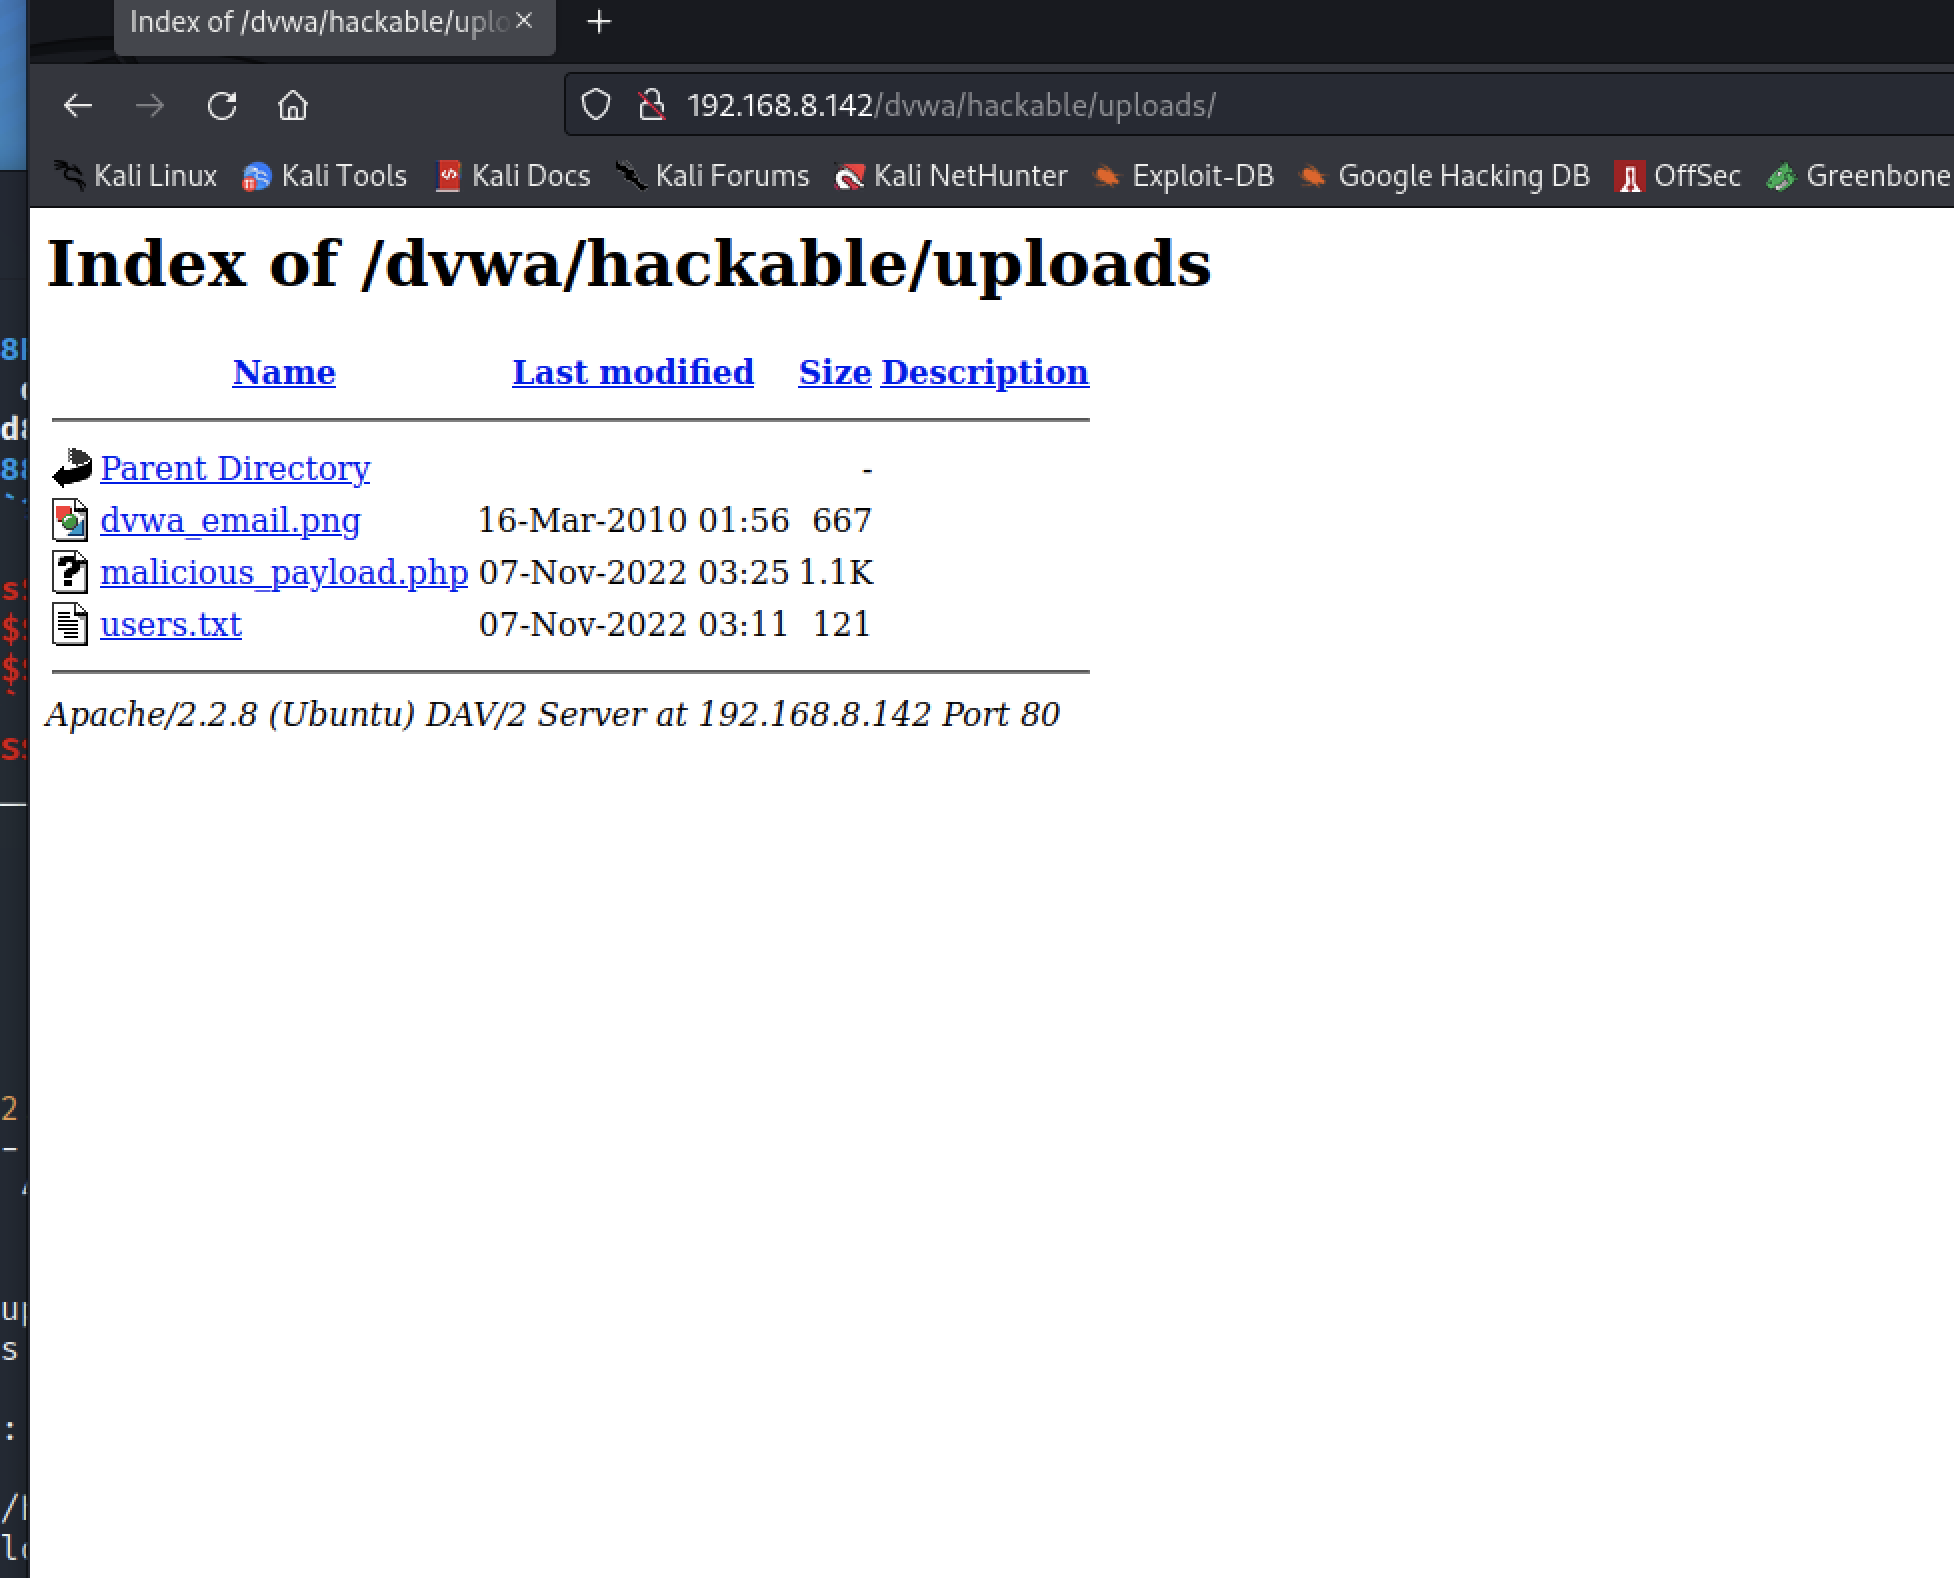 Index of /dvwa/hackable/uplo
192.168.8.142/dvwa/hackable/uploads/
Kali Linux Kali Tools Kali Docs Kali Forums Kali NetHunter Exploit-DB Google Hacking DB OffSec Greenbone
Index of /dvwa/hackable/uploads
Name Last modified Size Description
Parent Directory -
dvwa_email.png 16-Mar-2010 01:56 667
malicious_payload.php 07-Nov-2022 03:25 1.1K
users.txt 07-Nov-2022 03:11 121
Apache/2.2.8 (Ubuntu) DAV/2 Server at 192.168.8.142 Port 80